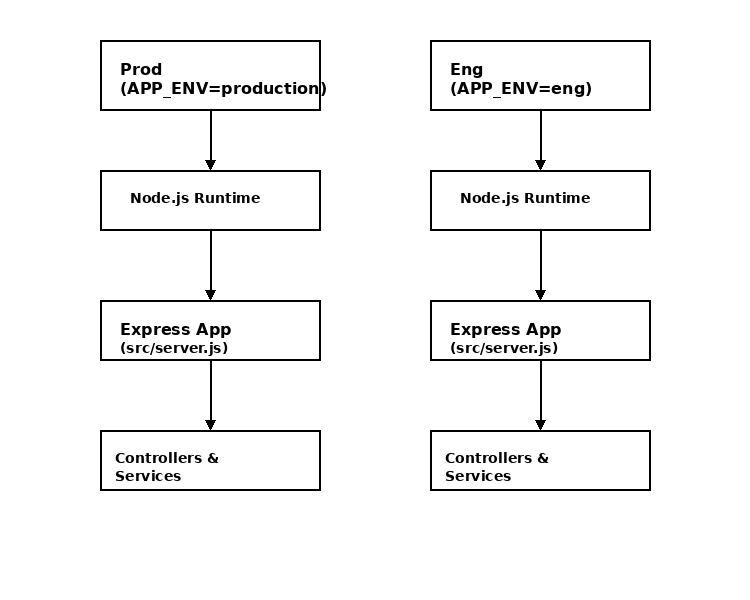 Prod
(APP_ENV=production)
Node.js Runtime
Express App
(src/server.js)
Controllers &
Services
Eng
(APP_ENV=eng)
Node.js Runtime
Express App
(src/server.js)
Controllers &
Services